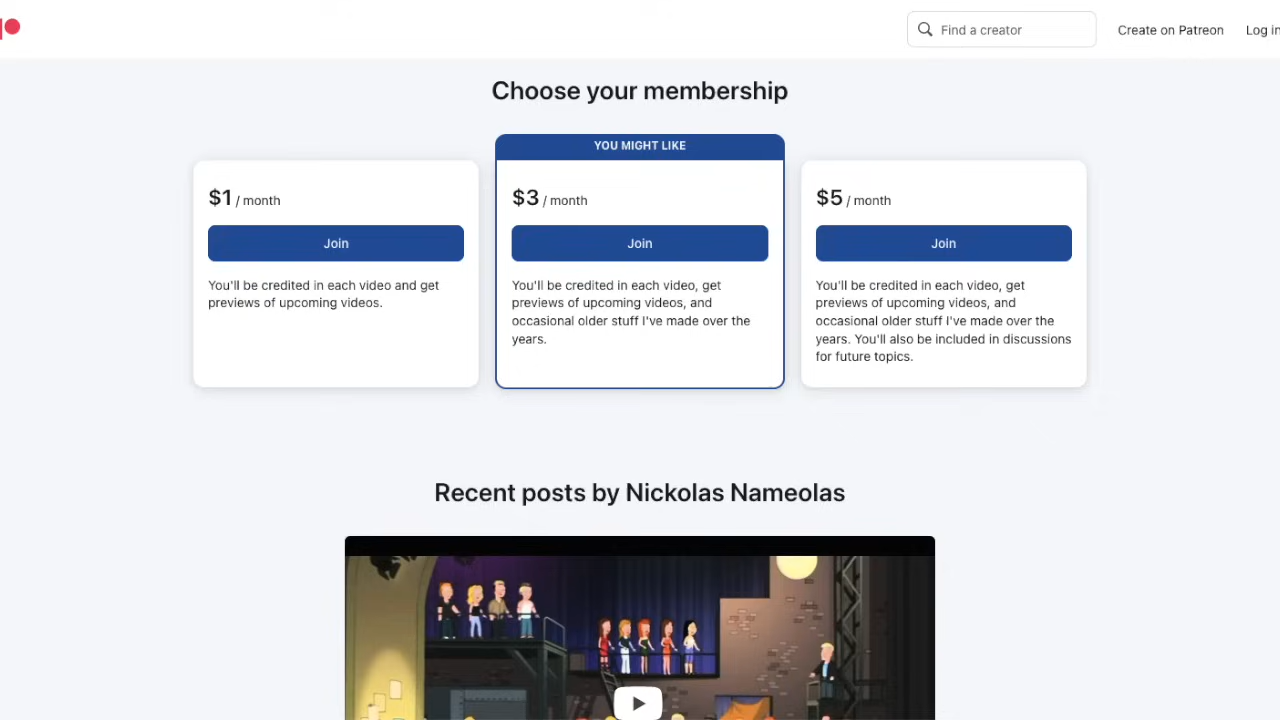 Find a creator
Create on Patreon
Log in
Choose your membership
YOU MIGHT LIKE
$1 / month
Join
You'll be credited in each video and get
previews of upcoming videos.
$3 / month
Join
You'll be credited in each video, get
previews of upcoming videos, and
occasional older stuff I've made over the
years.
$5 / month
Join
You'll be credited in each video, get
previews of upcoming videos, and
occasional older stuff I've made over the
years. You'll also be included in discussions
for future topics.
Recent posts by Nickolas Nameolas